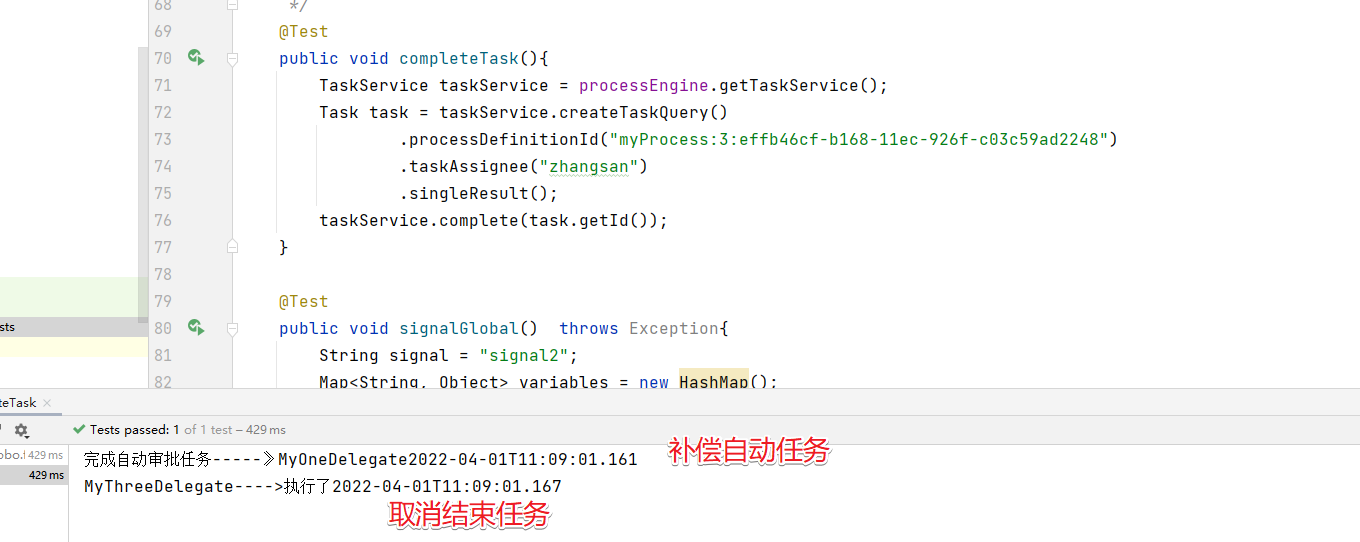 68 */
69 @Test
70 public void completeTask(){
71 TaskService taskService = processEngine.getTaskService();
72 Task task = taskService.createTaskQuery()
73 .processDefinitionId("myProcess:3:effb46cf-b168-11ec-926f-c03c59ad2248")
74 .taskAssignee("zhangsan")
75 .singleResult();
76 taskService.complete(task.getId());
77 }
78
79 @Test
sts
80 public void signalGlobal() throws Exception{
81 String signal = "signal2";
82 Map<String, Object> variables = new HashMap();
teTask ×
Tests passed: 1 of 1 test – 429 ms
obo.f 429 ms
完成自动审批任务-----》MyOneDelegate2022-04-01T11:09:01.161
补偿自动任务
429 ms
MyThreeDelegate---->执行了2022-04-01T11:09:01.167
取消结束任务